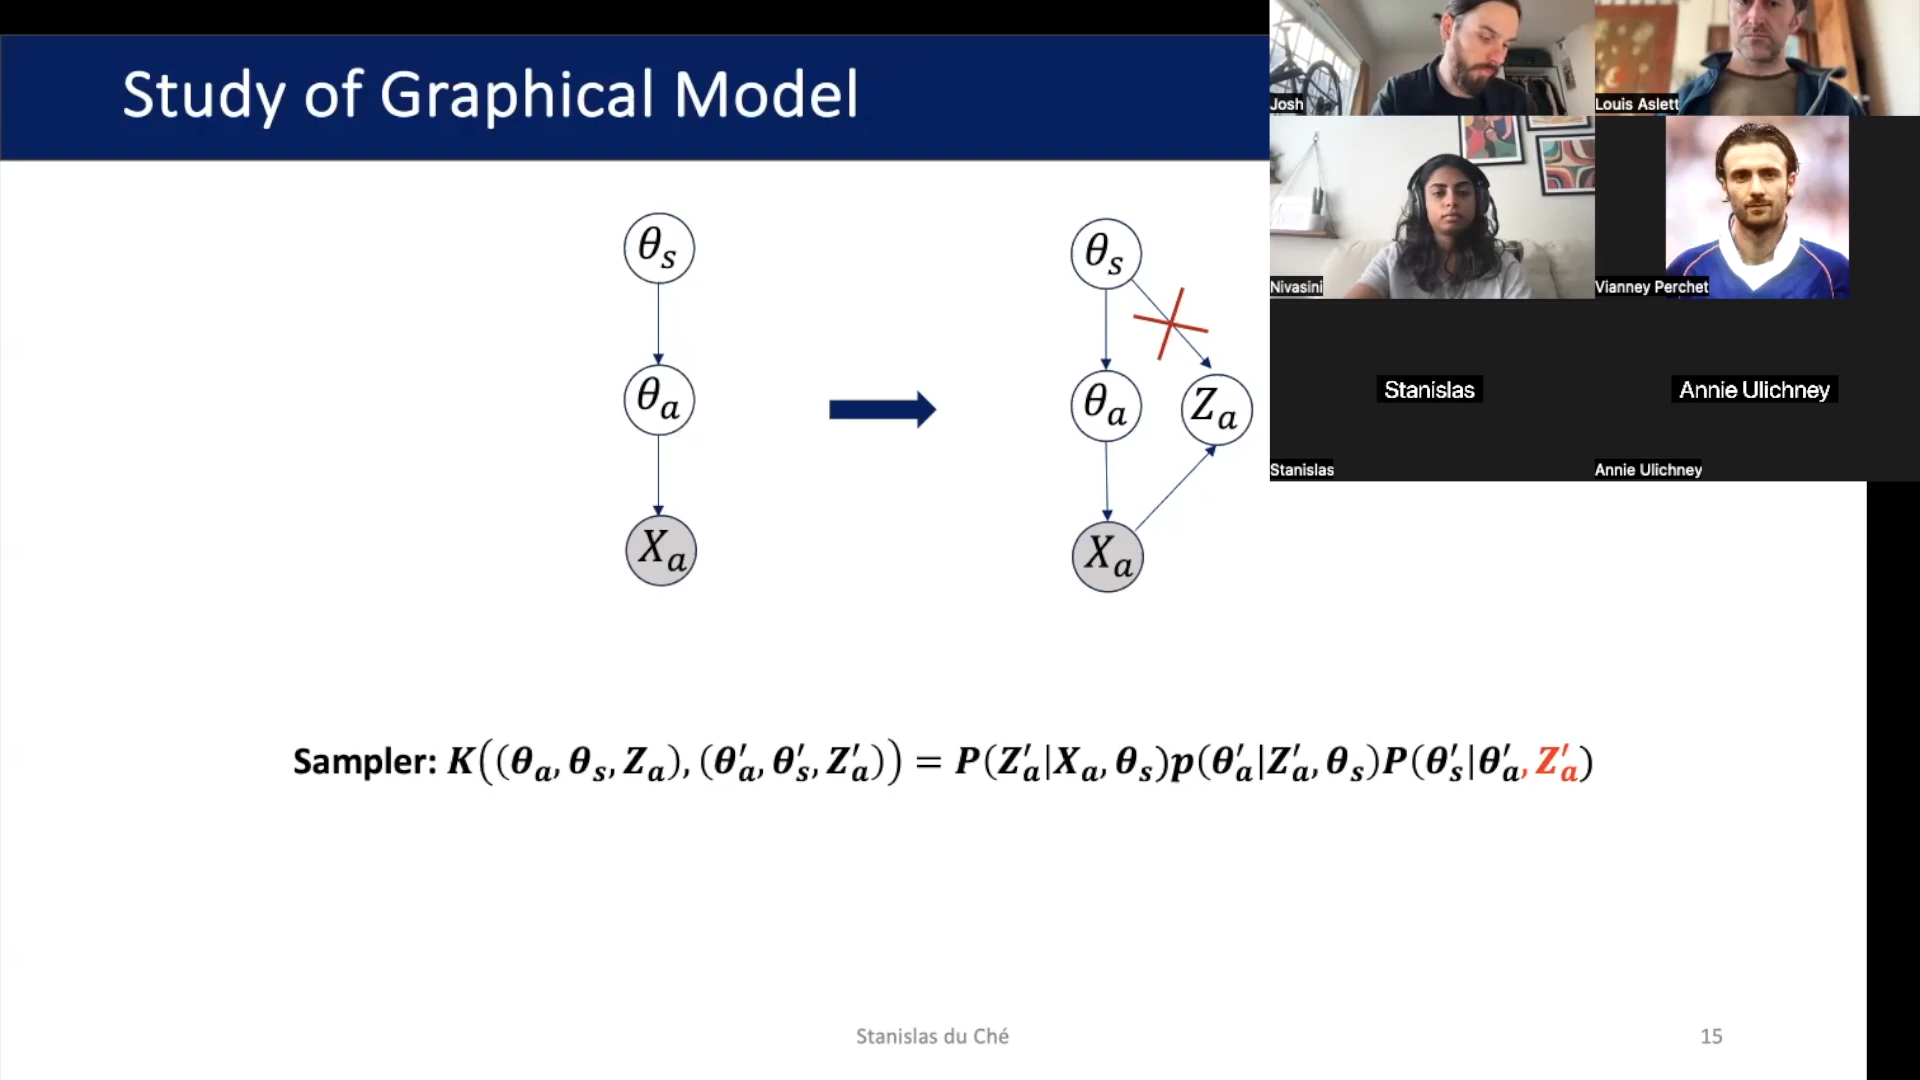 Study of Graphical Model
Josh
Louis Aslett
Nivasini
Vianney Perchet
Stanislas
Annie Ulichney
Stanislas
Annie Ulichney
θs
θa
Xa
θs
θa
Za
Xa
Sampler: K((θa, θs, Za), (θ′a, θ′s, Z′a)) = P(Z′a|Xa, θs)p(θ′a|Z′a, θs)P(θ′s|θ′a, Z′a)
Stanislas du Ché
15